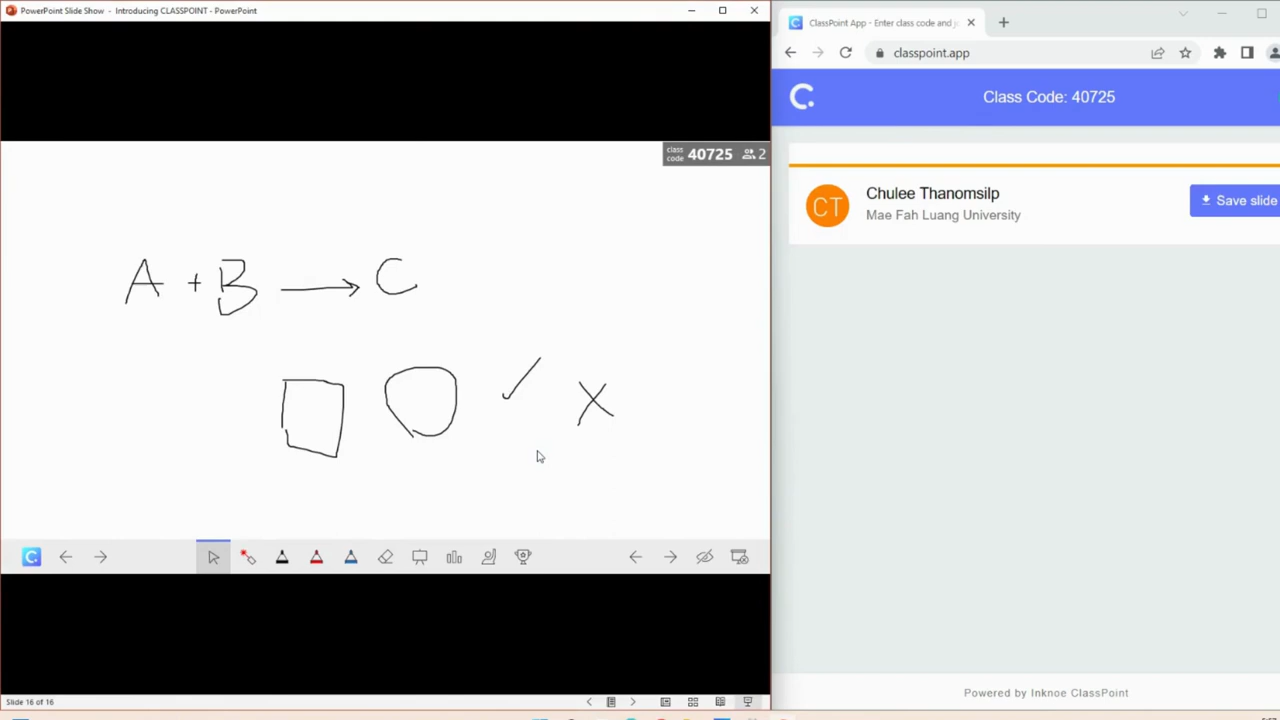 PowerPoint Slide Show - Introducing CLASSPOINT - PowerPoint
class code 40725 2
A + B → C
✓ X
Slide 16 of 16
ClassPoint App - Enter class code and
classpoint.app
Class Code: 40725
CT
Chulee Thanomsilp
Mae Fah Luang University
Save slide
Powered by Inknoe ClassPoint